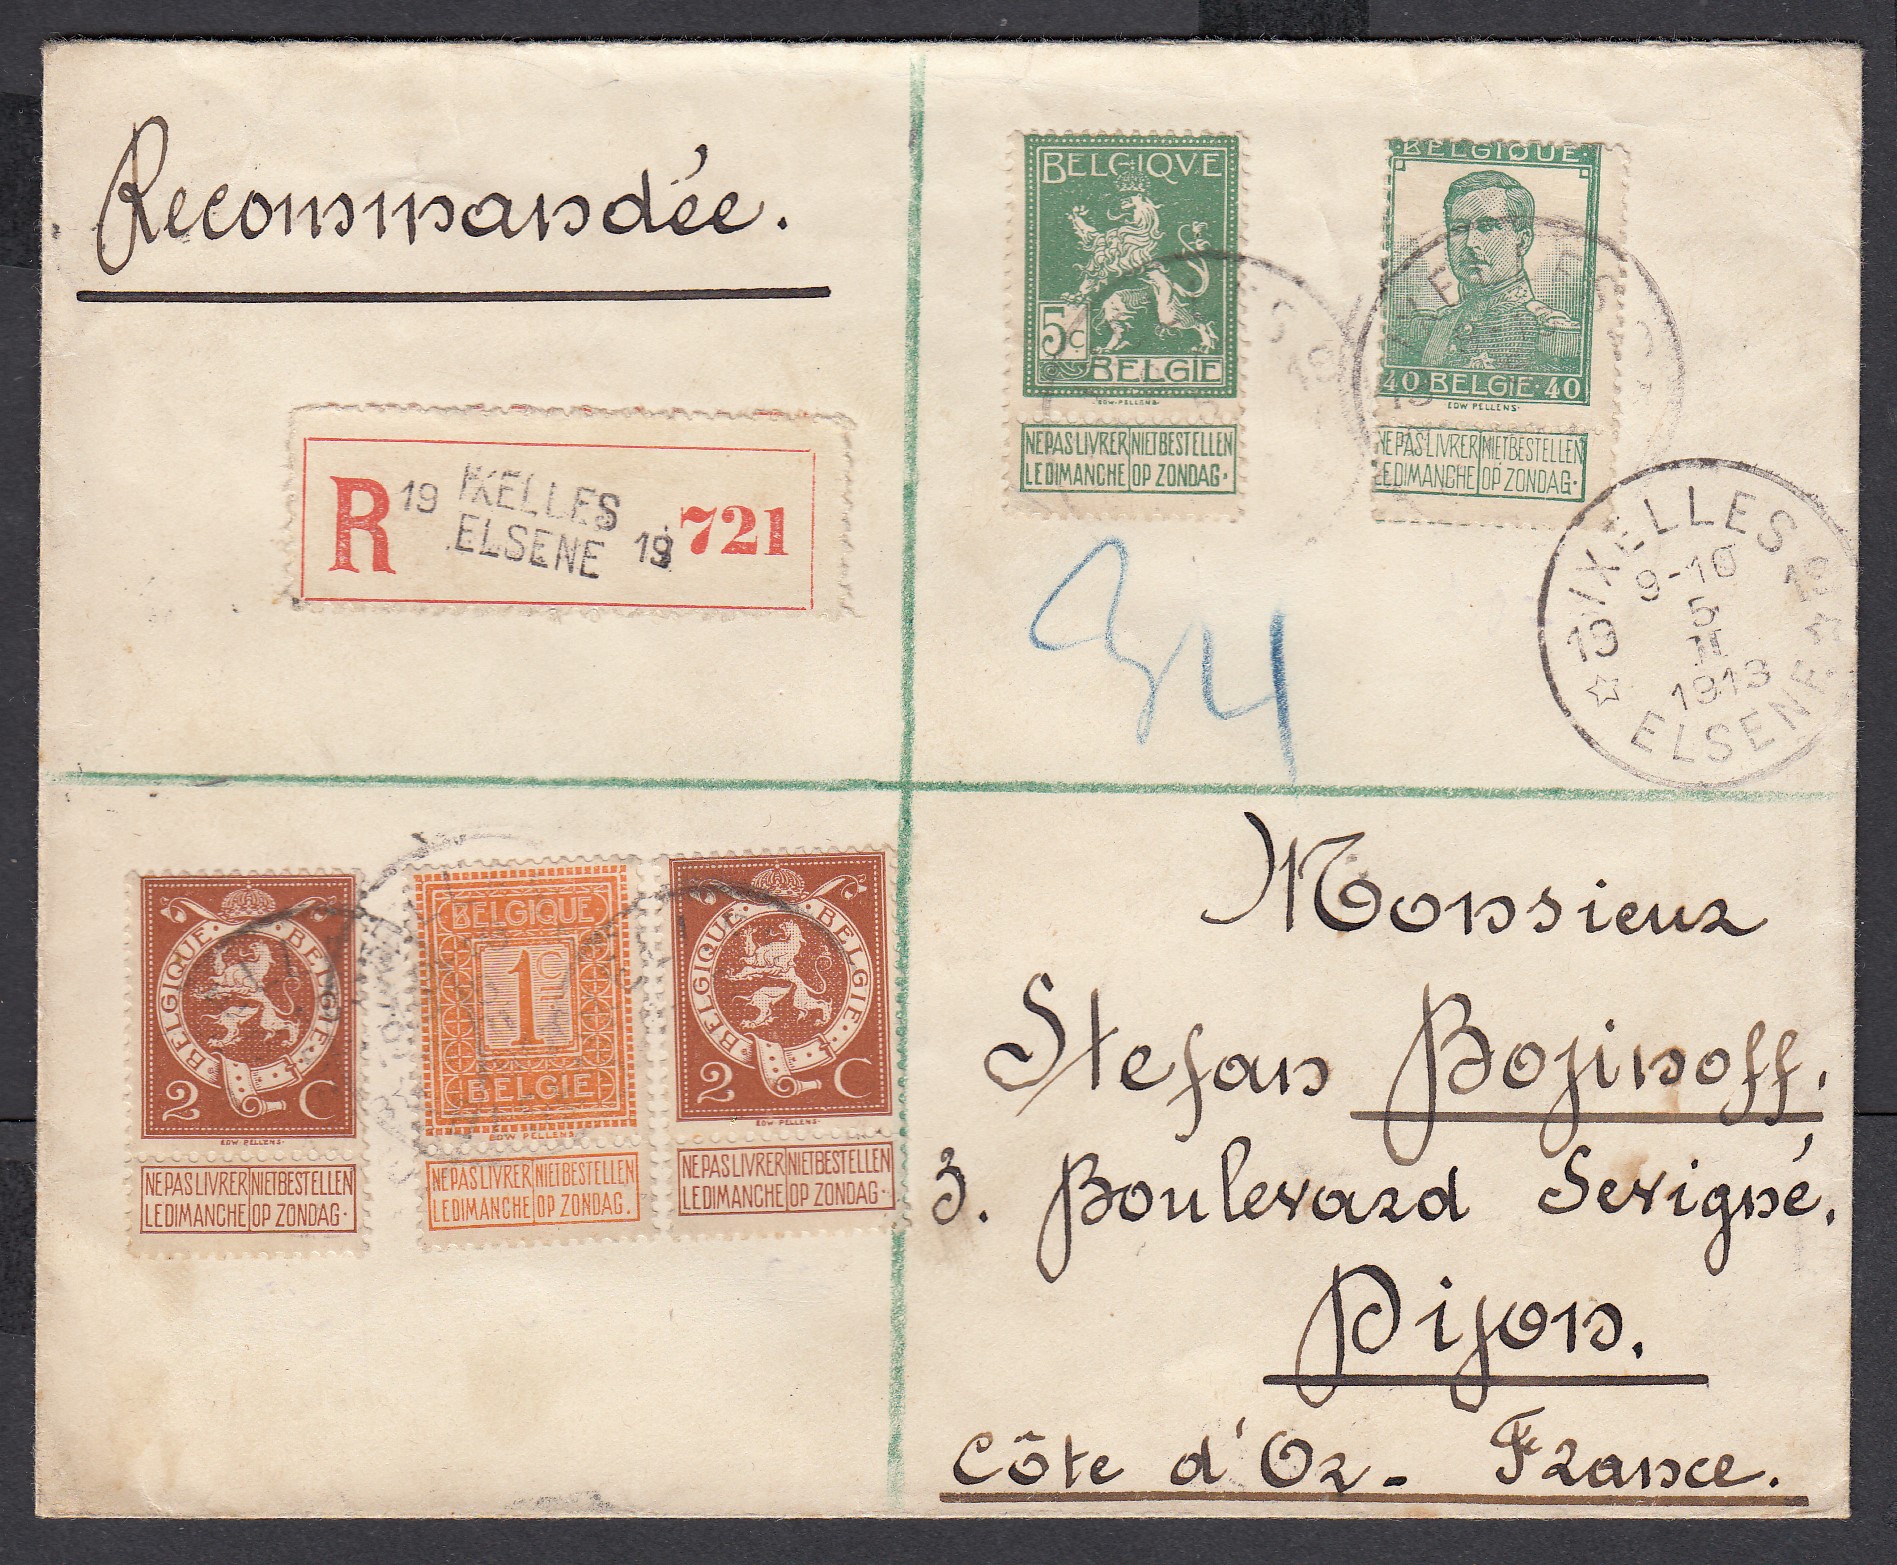 Recommandée.
R 19 IXELLES ELSENE 19 721
BELGIQVE
5c
BELGIE
EDW-PELLENS-
NE PAS LIVRER NIET BESTELLEN
LE DIMANCHE OP ZONDAG.
BELGIQUE
40 BELGIE 40
EDW PELLENS
NE PAS LIVRER NIET BESTELLEN
LE DIMANCHE OP ZONDAG.
IXELLES
9-10
19 5 19
II
1913
ELSENE
BELGIQUE · BELGIE
2 C
EDW. PELLENS.
NE PAS LIVRER NIET BESTELLEN
LE DIMANCHE OP ZONDAG.
BELGIQUE
1c
BELGIE
EDW PELLENS
NE PAS LIVRER NIET BESTELLEN
LE DIMANCHE OP ZONDAG.
BELGIQUE · BELGIE
2 C
EDW. PELLENS.
NE PAS LIVRER NIET BESTELLEN
LE DIMANCHE OP ZONDAG.
Monsieur
Stefan Bojinoff.
3. Boulevard Sevigné.
Dijon.
Côte d'Or - France.